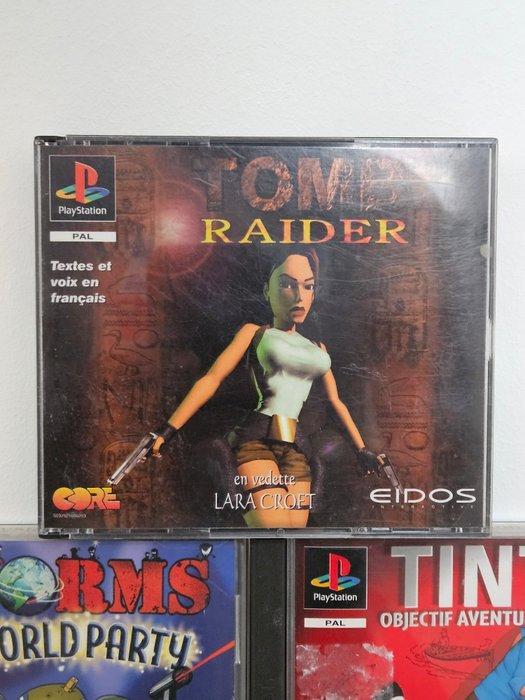 TOMB
RAIDER
PlayStation
PAL
Textes et
voix en
français
en vedette
LARA CROFT
CORE
EIDOS
INTERACTIVE
ORMS
ORLD PARTY
PlayStation
PAL
TINT
OBJECTIF AVENTU